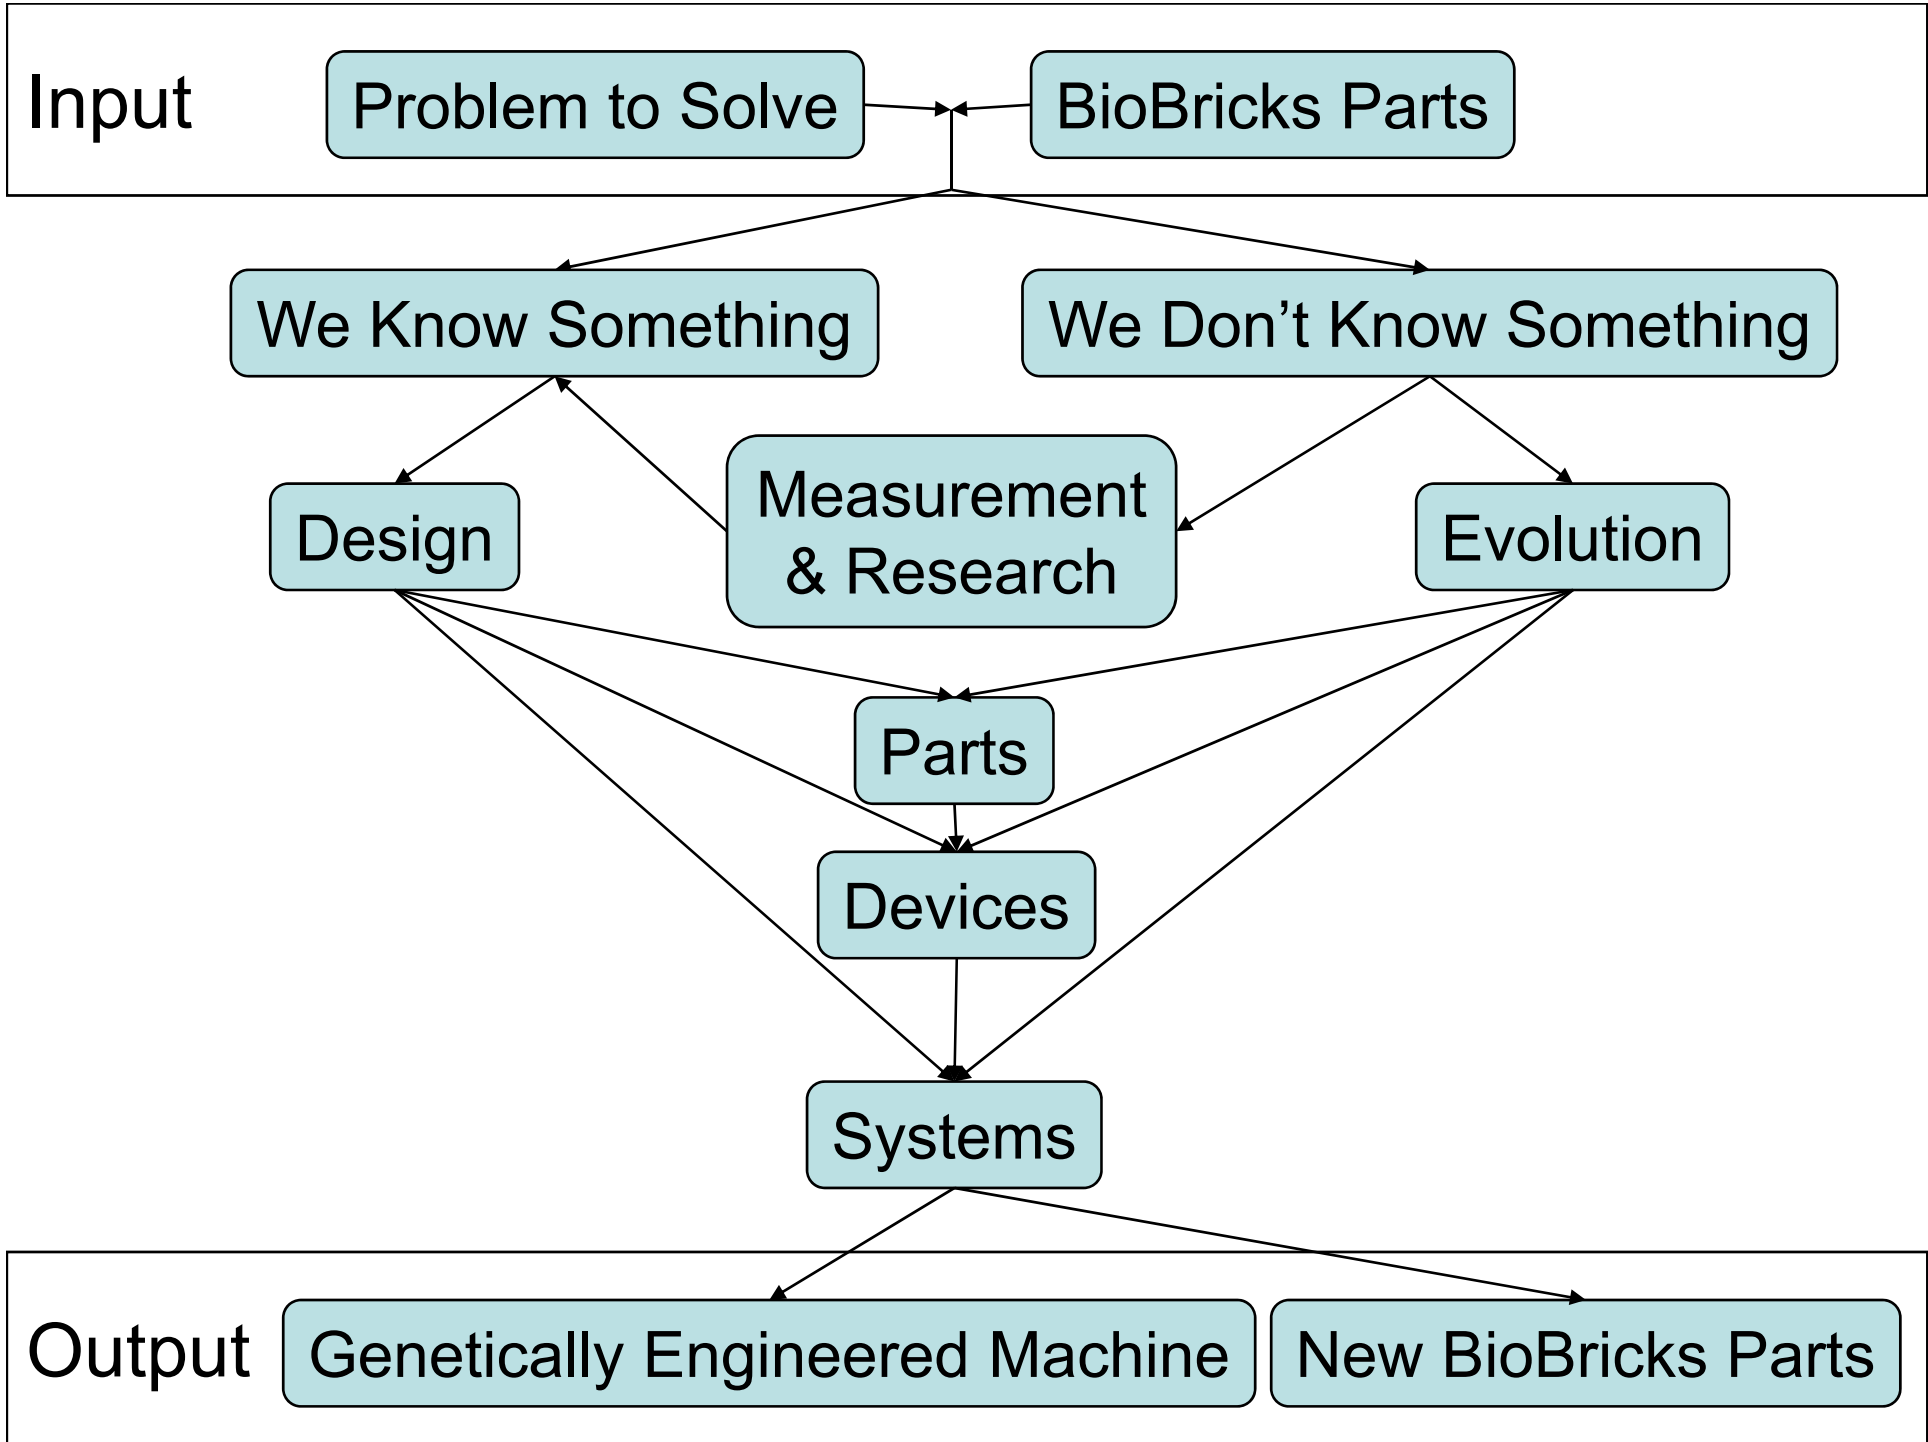 Input
Problem to Solve
BioBricks Parts
We Know Something
We Don’t Know Something
Design
Measurement
& Research
Evolution
Parts
Devices
Systems
Output
Genetically Engineered Machine
New BioBricks Parts